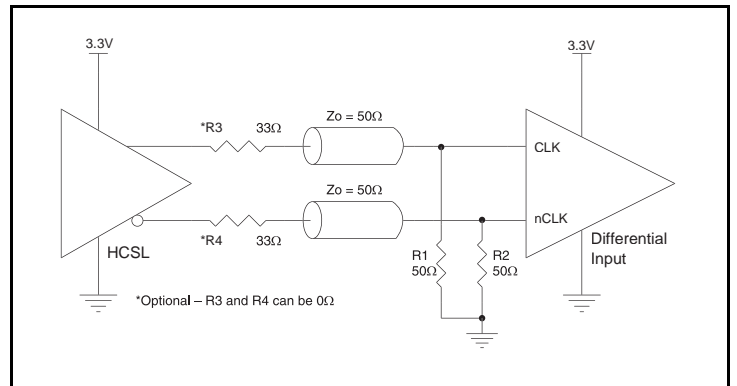 3.3V
3.3V
*R3 33Ω
Zo = 50Ω
CLK
Zo = 50Ω
nCLK
*R4 33Ω
HCSL
R1
50Ω
R2
50Ω
Differential
Input
*Optional – R3 and R4 can be 0Ω